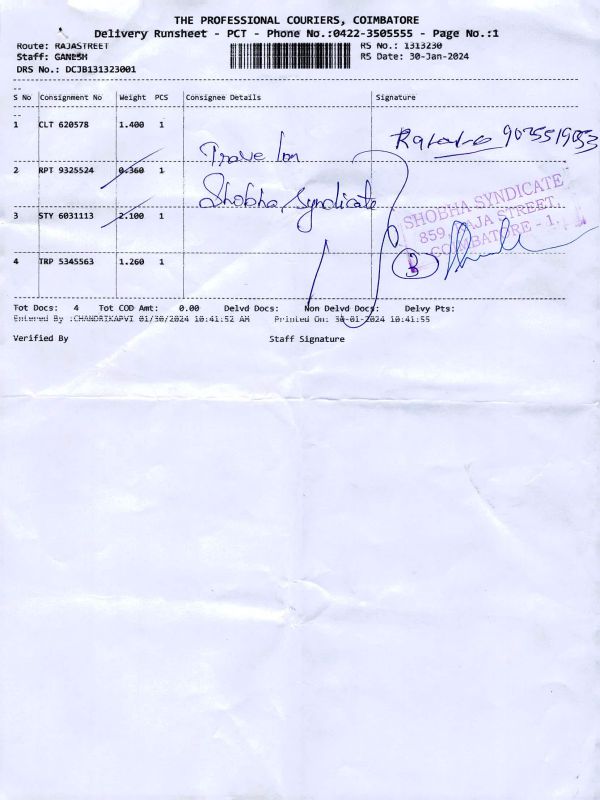 THE PROFESSIONAL COURIERS, COIMBATORE
Delivery Runsheet - PCT - Phone No.:0422-3505555 - Page No.:1
Route: RAJASTREET
RS No.: 1313230
Staff: GANESH
RS Date: 30-Jan-2024
DRS No.: DCJB131323001
S No Consignment No Weight PCS Consignee Details Signature
1 CLT 620578 1.400 1
2 RPT 9325524 0.360 1
3 STY 6031113 2.100 1
Shobha Syndicate
SHOBHA SYNDICATE
859, RAJA STREET,
COIMBATORE - 1.
3
4 TRP 5345563 1.260 1
Tot Docs: 4 Tot COD Amt: 0.00 Delvd Docs: Non Delvd Docs: Delvy Pts:
Entered By :CHANDRIKAPVI 01/30/2024 10:41:52 AM Printed On: 30-01-2024 10:41:55
Verified By Staff Signature